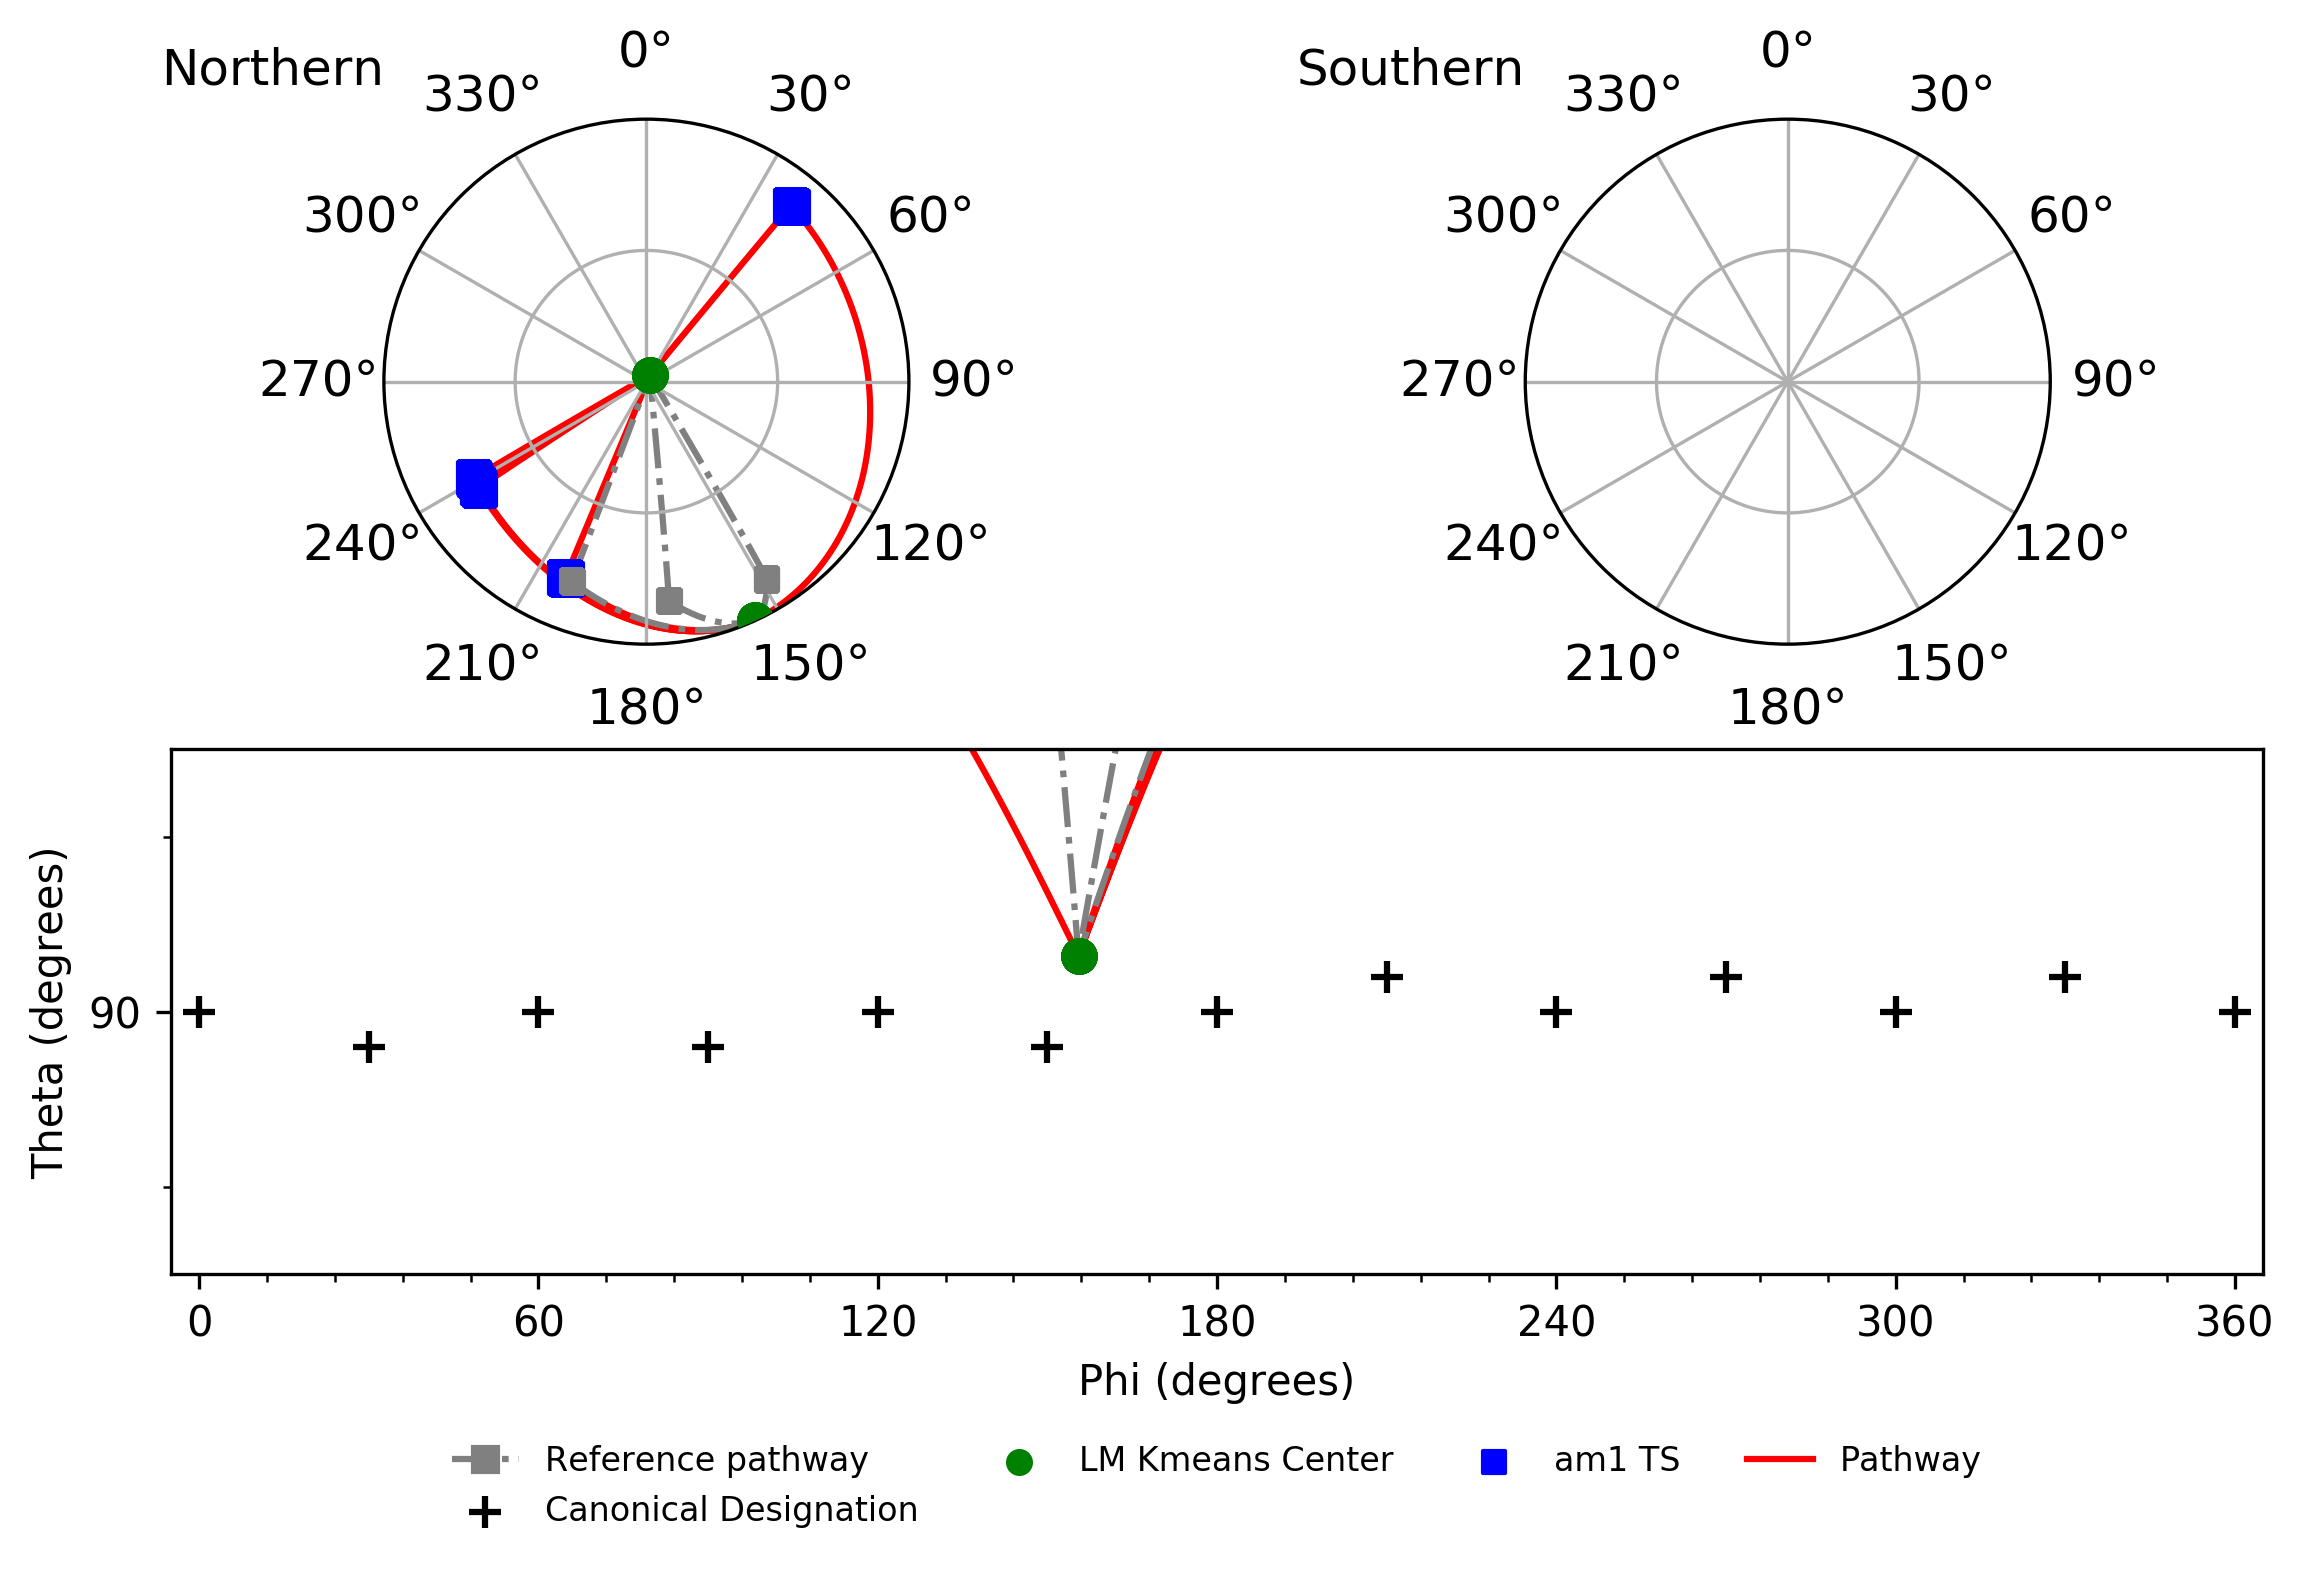 Northern
0°
330°
30°
300°
60°
270°
90°
240°
120°
210°
150°
180°
Southern
0°
330°
30°
300°
60°
270°
90°
240°
120°
210°
150°
180°
Theta (degrees)
90
0 60 120 180 240 300 360
Phi (degrees)
Reference pathway
Canonical Designation
LM Kmeans Center
am1 TS
Pathway